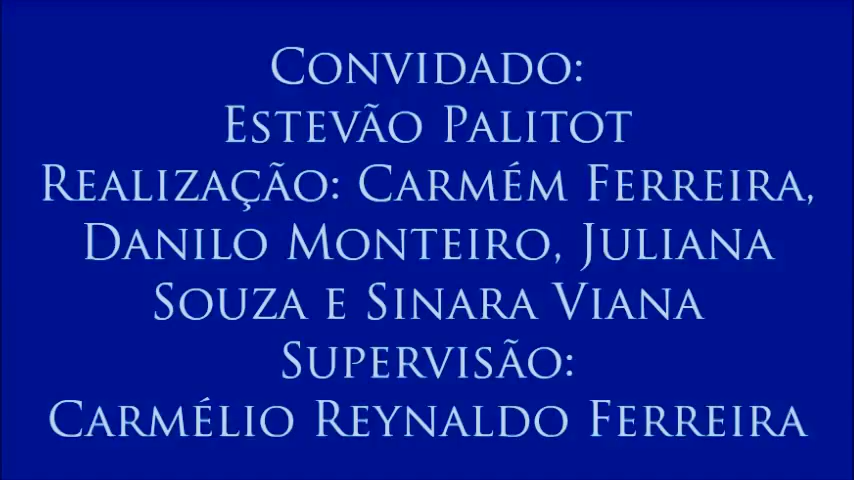 Convidado:
Estevão Palitot
Realização: Carmém Ferreira,
Danilo Monteiro, Juliana
Souza e Sinara Viana
Supervisão:
Carmélio Reynaldo Ferreira